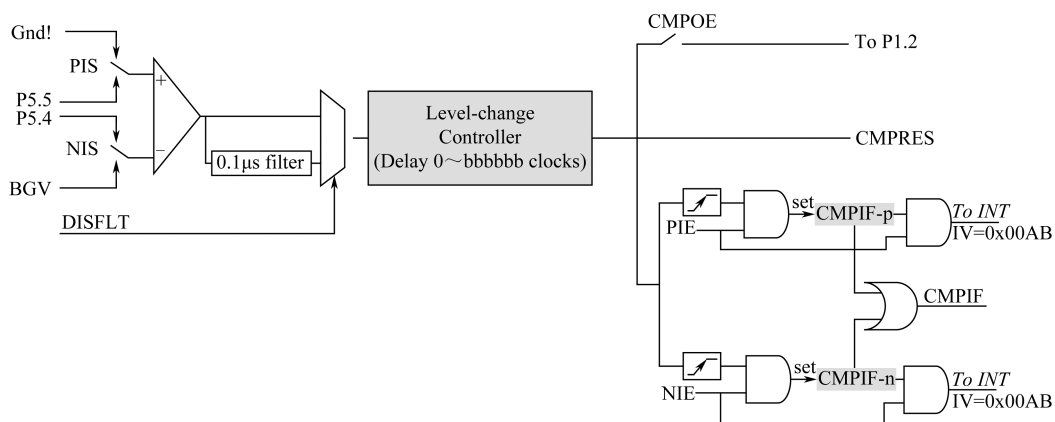 CMPOE
Gnd!
To P1.2
PIS
+
P5.5
P5.4
Level-change
Controller
(Delay 0～bbbbbb clocks)
CMPRES
NIS
−
0.1μs filter
BGV
DISFLT
set
CMPIF-p
To INT
IV=0x00AB
PIE
CMPIF
set
CMPIF-n
To INT
IV=0x00AB
NIE